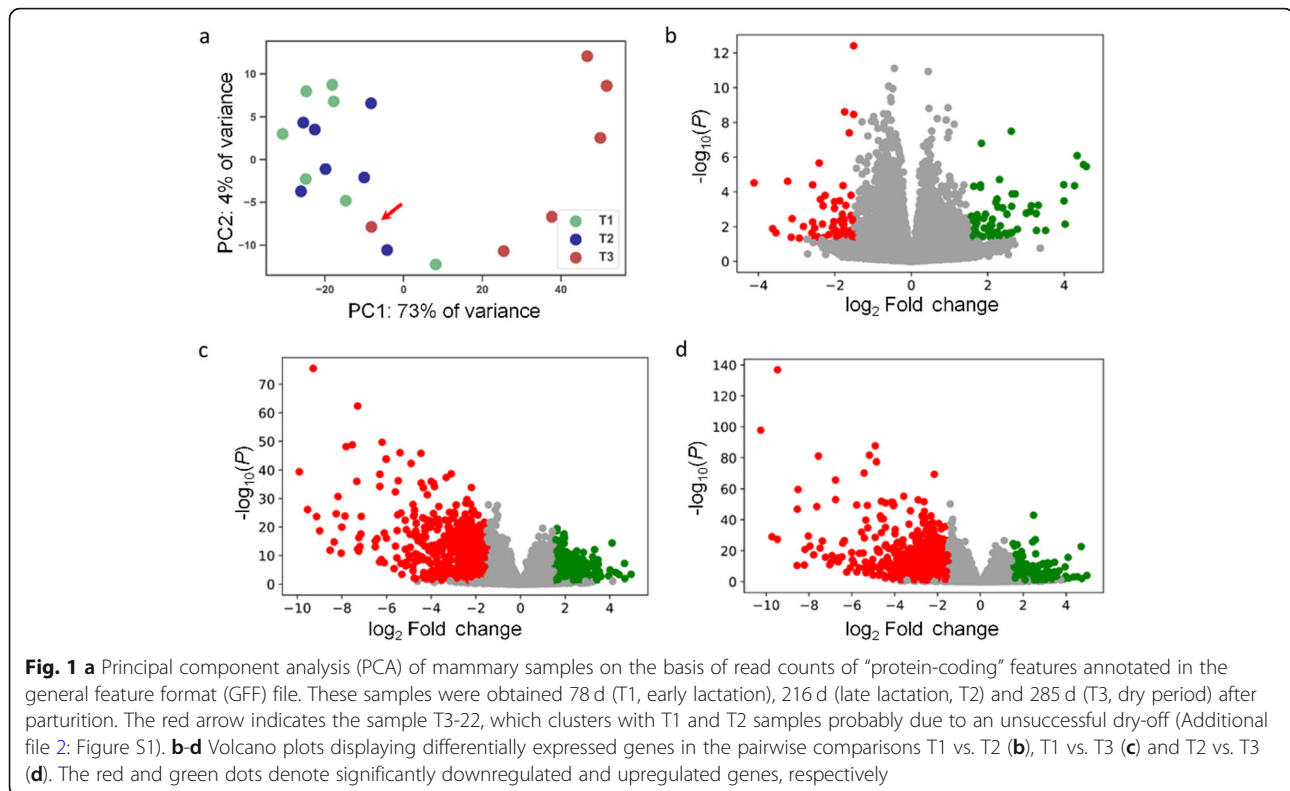 a
PC2: 4% of variance
10
5
0
−5
−10
−20
0
20
40
PC1: 73% of variance
T1
T2
T3
b
-log10(P)
12
10
8
6
4
2
0
−4
−2
0
2
4
log2 Fold change
c
-log10(P)
70
60
50
40
30
20
10
0
−10
−8
−6
−4
−2
0
2
4
log2 Fold change
d
-log10(P)
140
120
100
80
60
40
20
0
−10
−8
−6
−4
−2
0
2
4
log2 Fold change
Fig. 1 a Principal component analysis (PCA) of mammary samples on the basis of read counts of “protein-coding” features annotated in the
general feature format (GFF) file. These samples were obtained 78 d (T1, early lactation), 216 d (late lactation, T2) and 285 d (T3, dry period) after
parturition. The red arrow indicates the sample T3-22, which clusters with T1 and T2 samples probably due to an unsuccessful dry-off (Additional
file 2: Figure S1). b-d Volcano plots displaying differentially expressed genes in the pairwise comparisons T1 vs. T2 (b), T1 vs. T3 (c) and T2 vs. T3
(d). The red and green dots denote significantly downregulated and upregulated genes, respectively